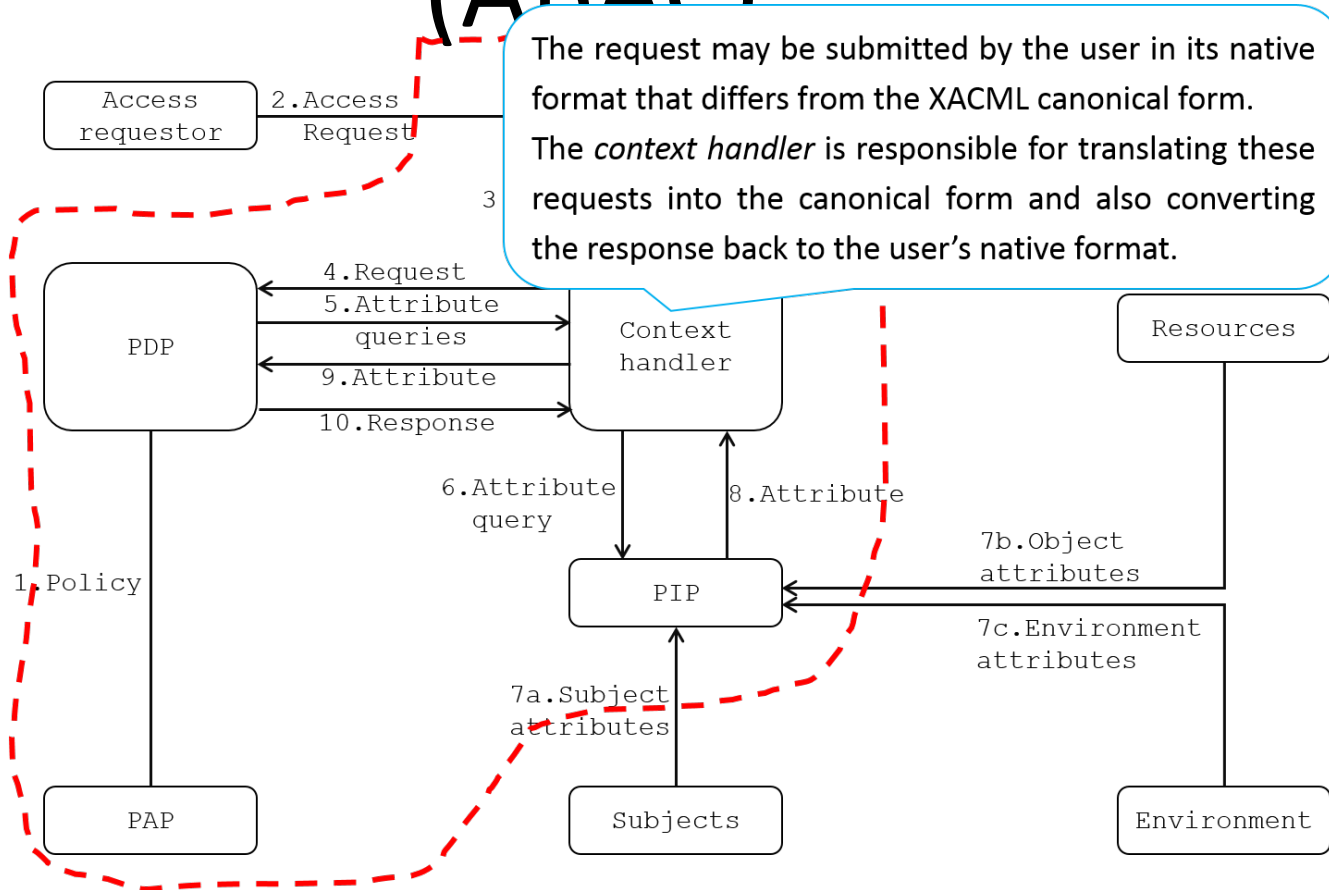 The request may be submitted by the user in its native
format that differs from the XACML canonical form.
The context handler is responsible for translating these
requests into the canonical form and also converting
the response back to the user’s native format.
Access
requestor
2.Access
Request
3
4.Request
5.Attribute
queries
9.Attribute
10.Response
PDP
Context
handler
Resources
6.Attribute
query
8.Attribute
7b.Object
attributes
1.Policy
PIP
7c.Environment
attributes
7a.Subject
attributes
PAP
Subjects
Environment